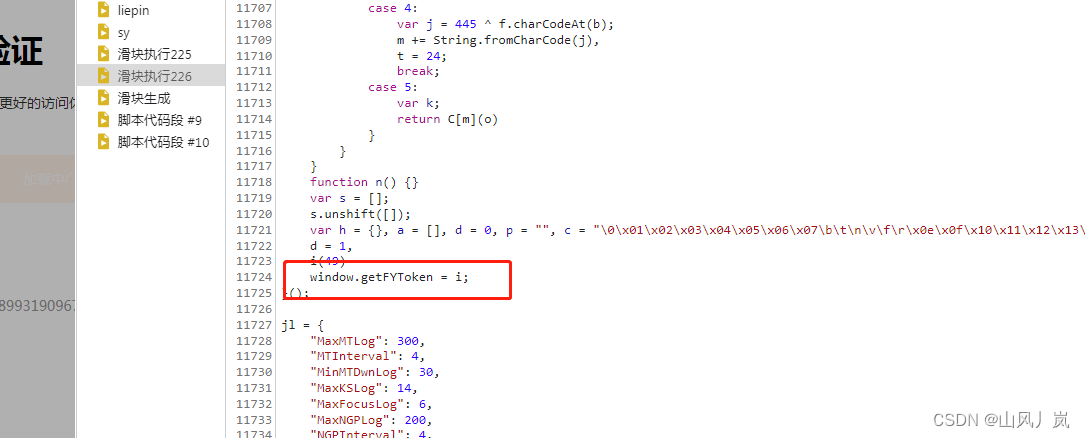 验证
更好的访问体
899319096
liepin
sy
滑块执行225
滑块执行226
滑块生成
脚本代码段 #9
脚本代码段 #10
11707 case 4:
11708 var j = 445 ^ f.charCodeAt(b);
11709 m += String.fromCharCode(j),
11710 t = 24;
11711 break;
11712 case 5:
11713 var k;
11714 return C[m](o)
11715 }
11716 }
11717 }
11718 function n() {}
11719 var s = [];
11720 s.unshift([]);
11721 var h = {}, a = [], d = 0, p = "", c = "\0\x01\x02\x03\x04\x05\x06\x07\b\t\n\v\f\r\x0e\x0f\x10\x11\x12\x13\
11722 d = 1,
11723 i(49)
11724 window.getFYToken = i;
11725 }();
11726
11727 jl = {
11728 "MaxMTLog": 300,
11729 "MTInterval": 4,
11730 "MinMTDwnLog": 30,
11731 "MaxKSLog": 14,
11732 "MaxFocusLog": 6,
11733 "MaxNGPLog": 200,
11734 "NGPInterval": 4,
CSDN @山风丿岚